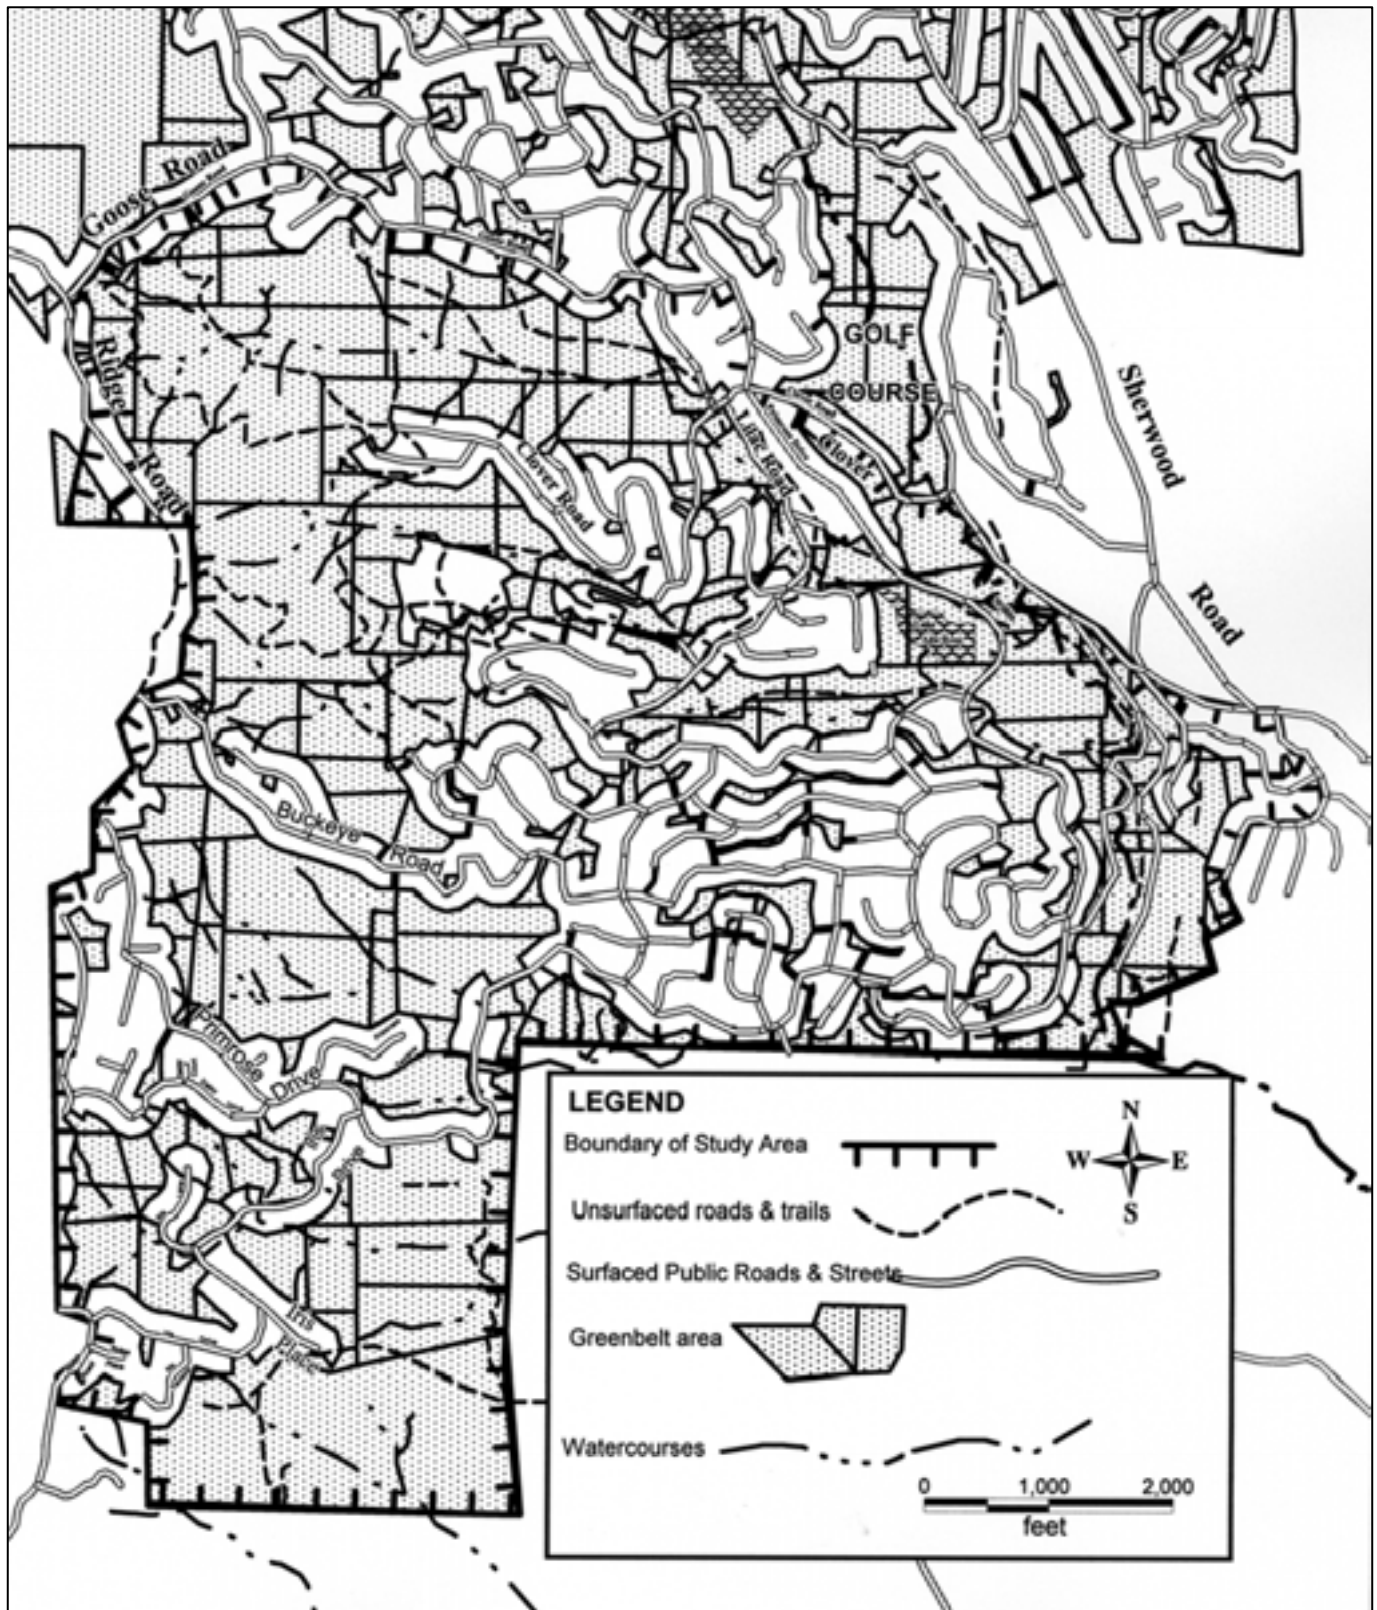 Goose Road
Ridge
Road
GOLF
COURSE
Sherwood
Road
Clover Road
Clover
Buckeye
Road
Primrose
Drive
Drive
Iris
Place
LEGEND
Boundary of Study Area
Unsurfaced roads & trails
Surfaced Public Roads & Streets
Greenbelt area
Watercourses
N
W
E
S
0 1,000 2,000
feet